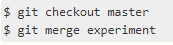 $ git checkout master
$ git merge experiment